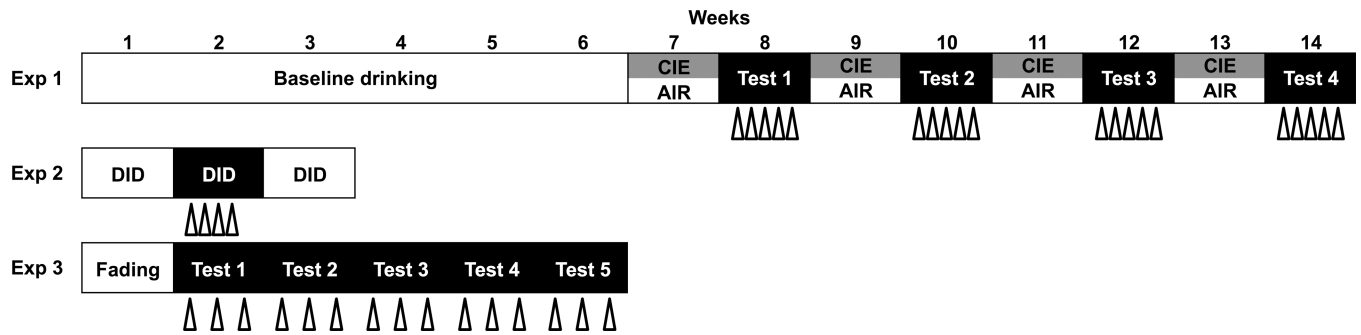 Weeks
1 2 3 4 5 6 7 8 9 10 11 12 13 14
Exp 1 Baseline drinking CIE AIR Test 1 CIE AIR Test 2 CIE AIR Test 3 CIE AIR Test 4
Exp 2 DID DID DID
Exp 3 Fading Test 1 Test 2 Test 3 Test 4 Test 5